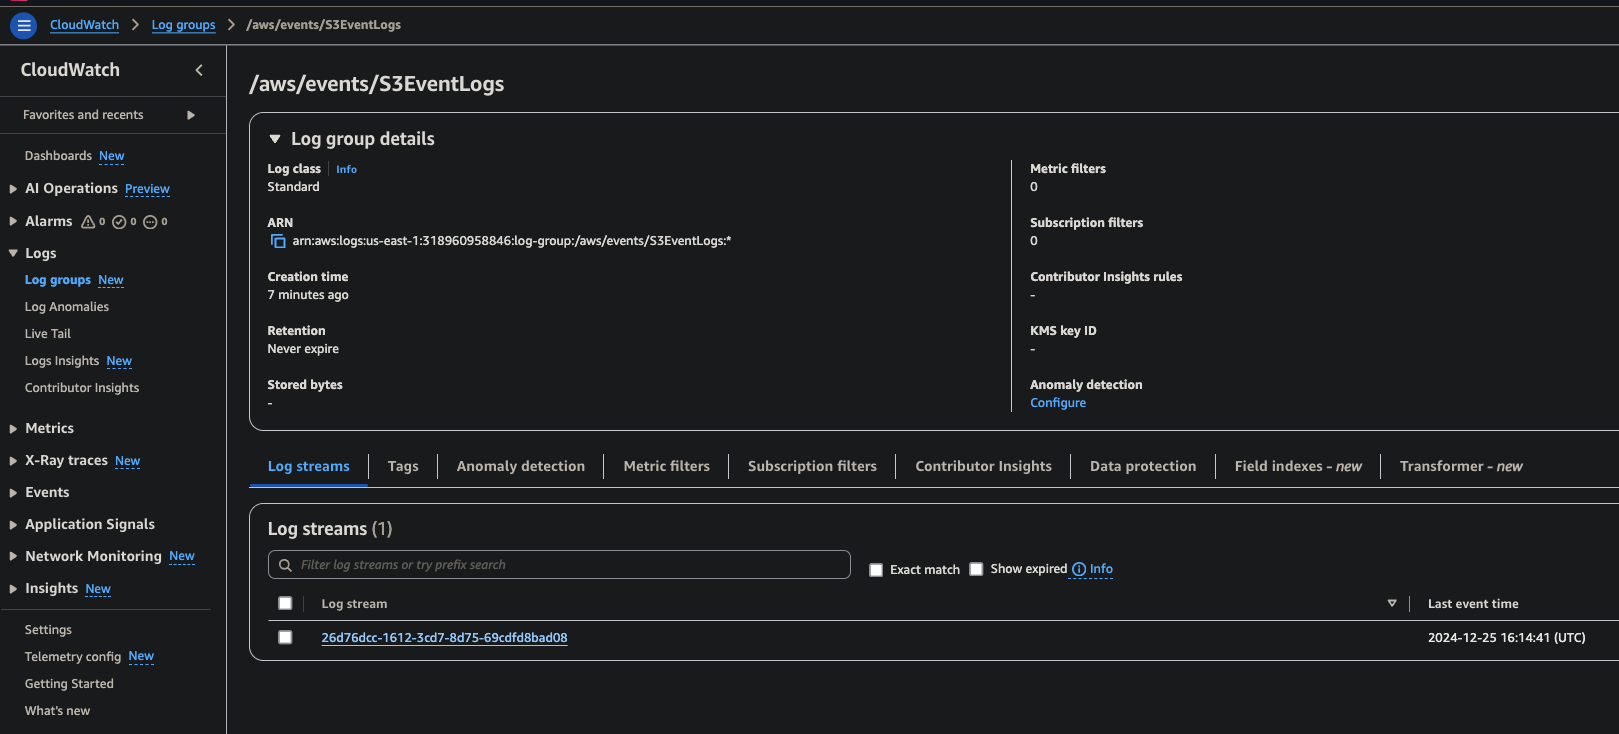 CloudWatch > Log groups > /aws/events/S3EventLogs
CloudWatch
Favorites and recents
Dashboards New
AI Operations Preview
Alarms 0 0 0
Logs
Log groups New
Log Anomalies
Live Tail
Logs Insights New
Contributor Insights
Metrics
X-Ray traces New
Events
Application Signals
Network Monitoring New
Insights New
Settings
Telemetry config New
Getting Started
What's new
/aws/events/S3EventLogs
Log group details
Log class Info
Standard
ARN
arn:aws:logs:us-east-1:318960958846:log-group:/aws/events/S3EventLogs:*
Creation time
7 minutes ago
Retention
Never expire
Stored bytes
-
Metric filters
0
Subscription filters
0
Contributor Insights rules
-
KMS key ID
-
Anomaly detection
Configure
Log streams Tags Anomaly detection Metric filters Subscription filters Contributor Insights Data protection Field indexes - new Transformer - new
Log streams (1)
Filter log streams or try prefix search Exact match Show expired Info
Log stream Last event time
26d76dcc-1612-3cd7-8d75-69cdfd8bad08 2024-12-25 16:14:41 (UTC)